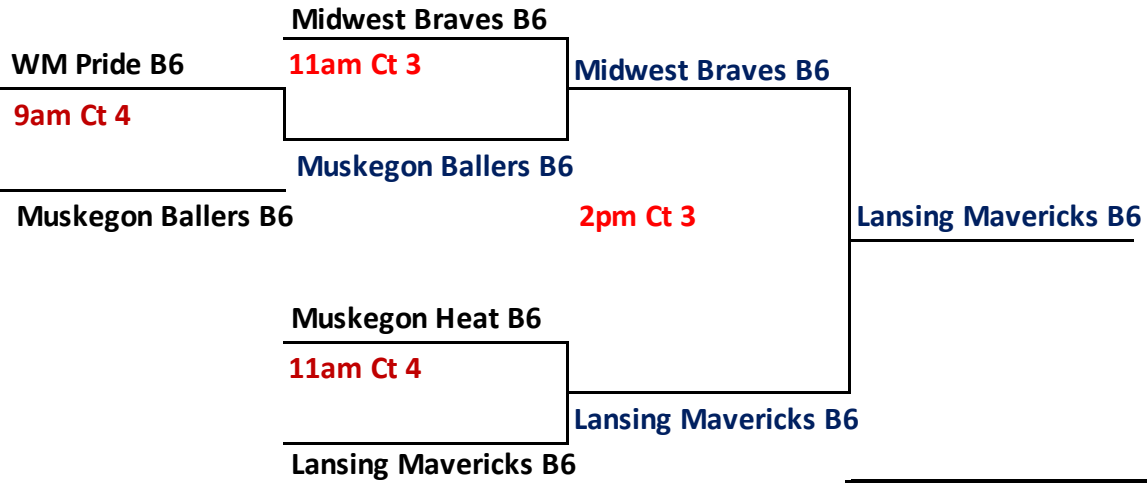 Midwest Braves B6
WM Pride B6
11am Ct 3
Midwest Braves B6
9am Ct 4
Muskegon Ballers B6
Muskegon Ballers B6
2pm Ct 3
Lansing Mavericks B6
Muskegon Heat B6
11am Ct 4
Lansing Mavericks B6
Lansing Mavericks B6